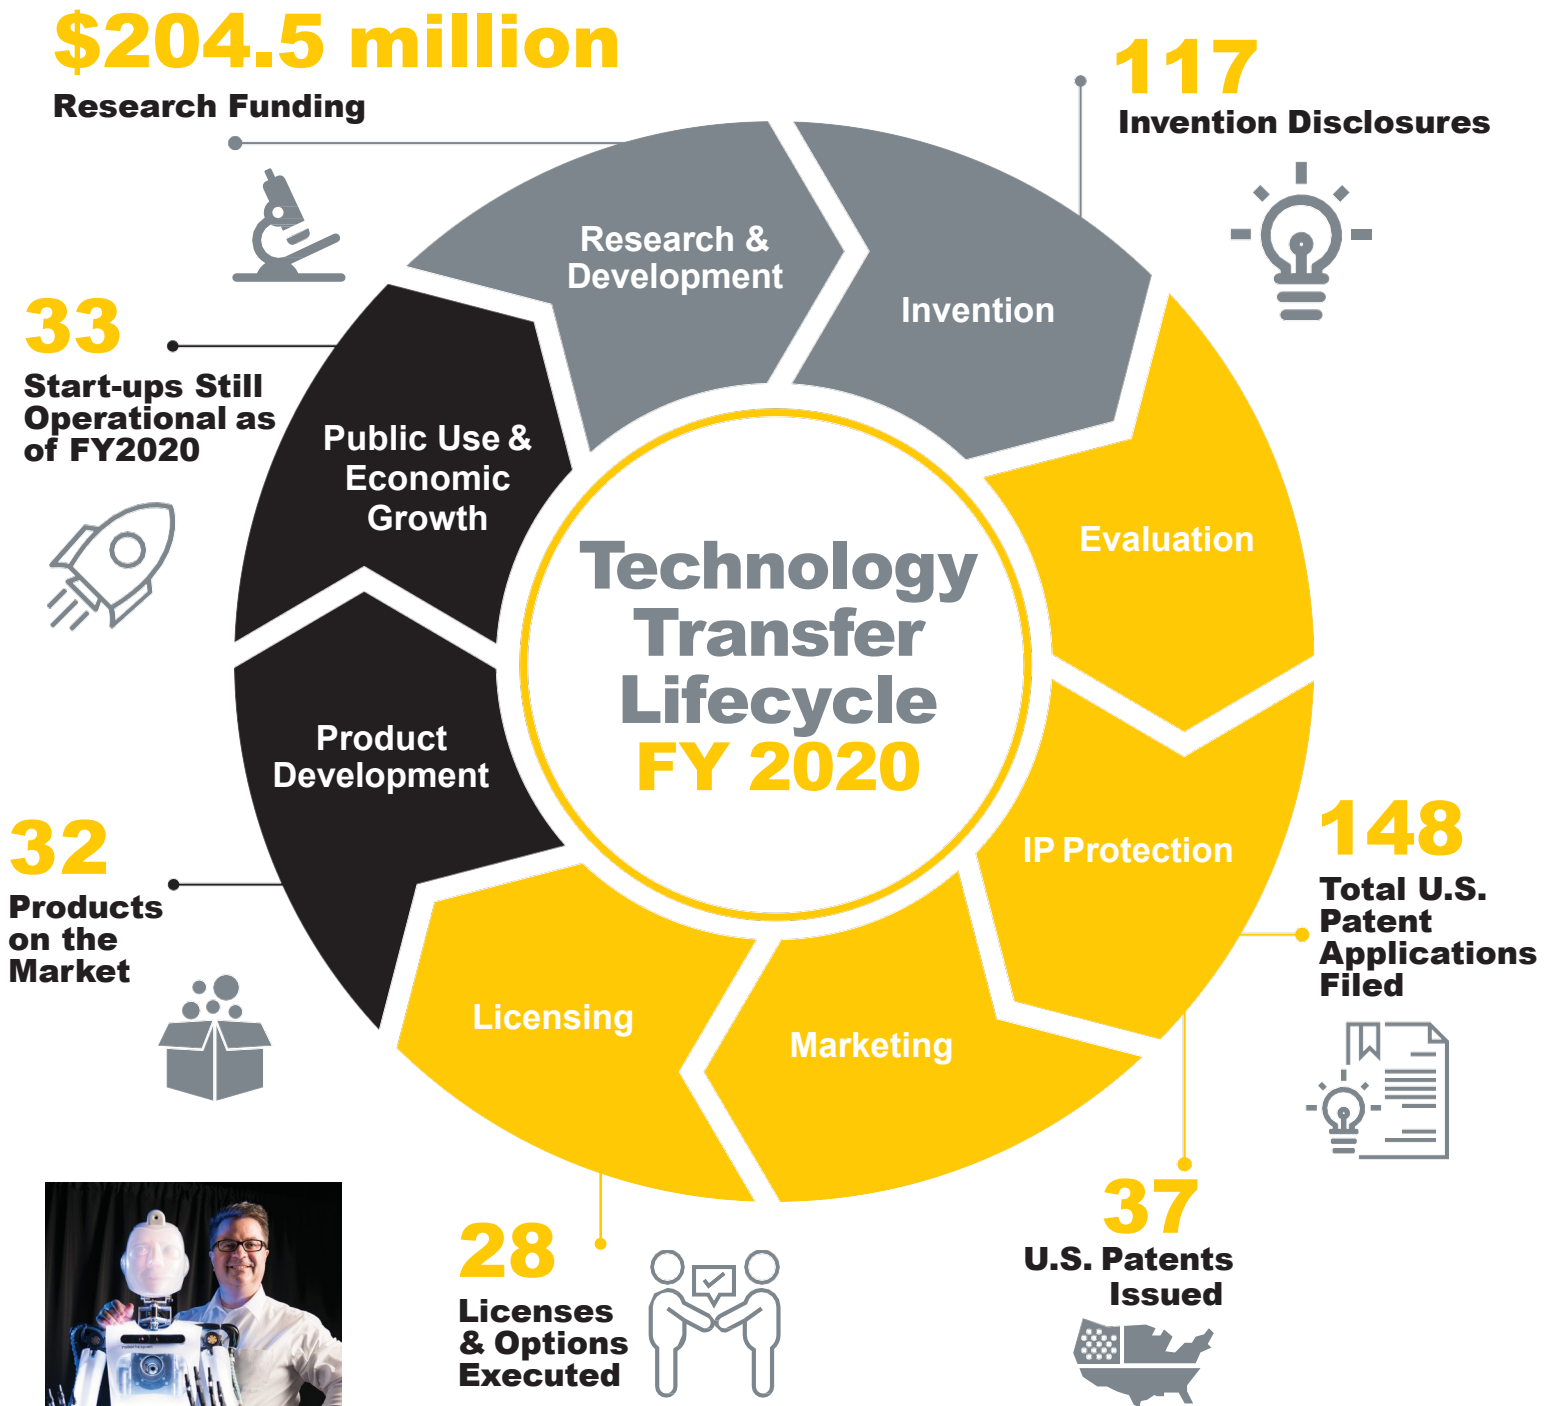 $204.5 million
Research Funding
117
Invention Disclosures
Research &
Development
Invention
33
Start-ups Still
Operational as
of FY2020
Public Use &
Economic
Growth
Evaluation
Technology
Transfer
Lifecycle
FY 2020
Product
Development
IP Protection
32
Products
on the
Market
148
Total U.S.
Patent
Applications
Filed
Licensing
Marketing
37
U.S. Patents
Issued
28
Licenses
& Options
Executed